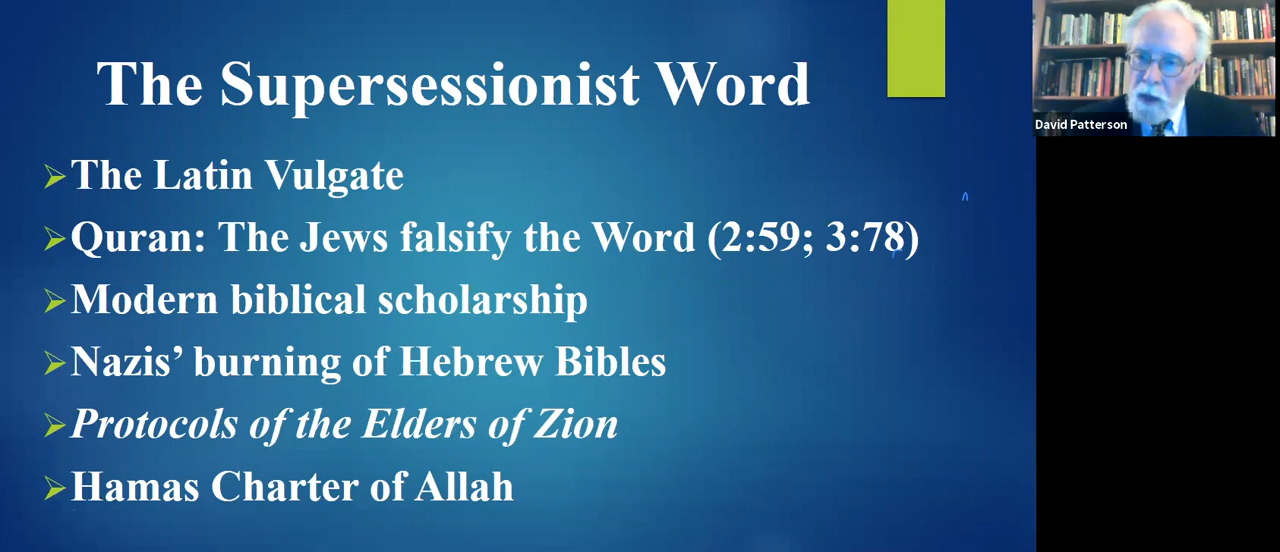 The Supersessionist Word
The Latin Vulgate
Quran: The Jews falsify the Word (2:59; 3:78)
Modern biblical scholarship
Nazis’ burning of Hebrew Bibles
Protocols of the Elders of Zion
Hamas Charter of Allah
David Patterson